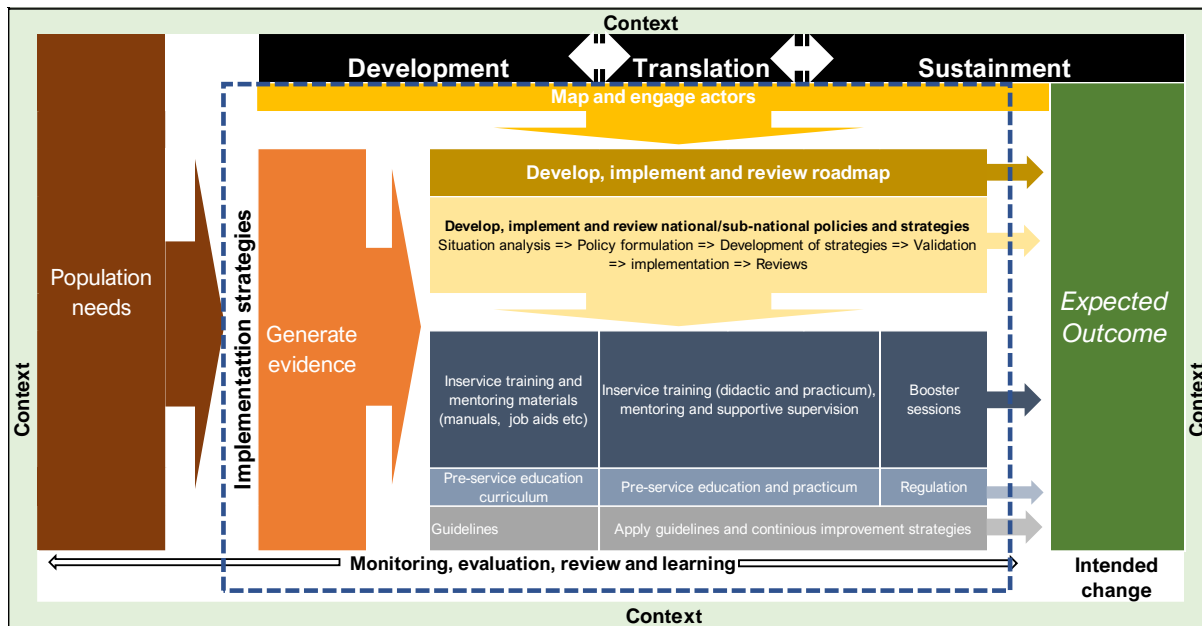 Context
Development
Translation
Sustainment
Map and engage actors
Population
needs
Context
Implementattion strategies
Generate
evidence
Develop, implement and review roadmap
Develop, implement and review national/sub-national policies and strategies
Situation analysis => Policy formulation => Development of strategies => Validation
=> implementation => Reviews
Inservice training and
mentoring materials
(manuals,  job aids etc)
Inservice training (didactic and practicum),
mentoring and supportive supervision
Booster
sessions
Pre-service education
curriculum
Pre-service education and practicum
Regulation
Guidelines
Apply guidelines and continious improvement strategies
Expected
Outcome
Context
Monitoring, evaluation, review and learning
Intended
change
Context